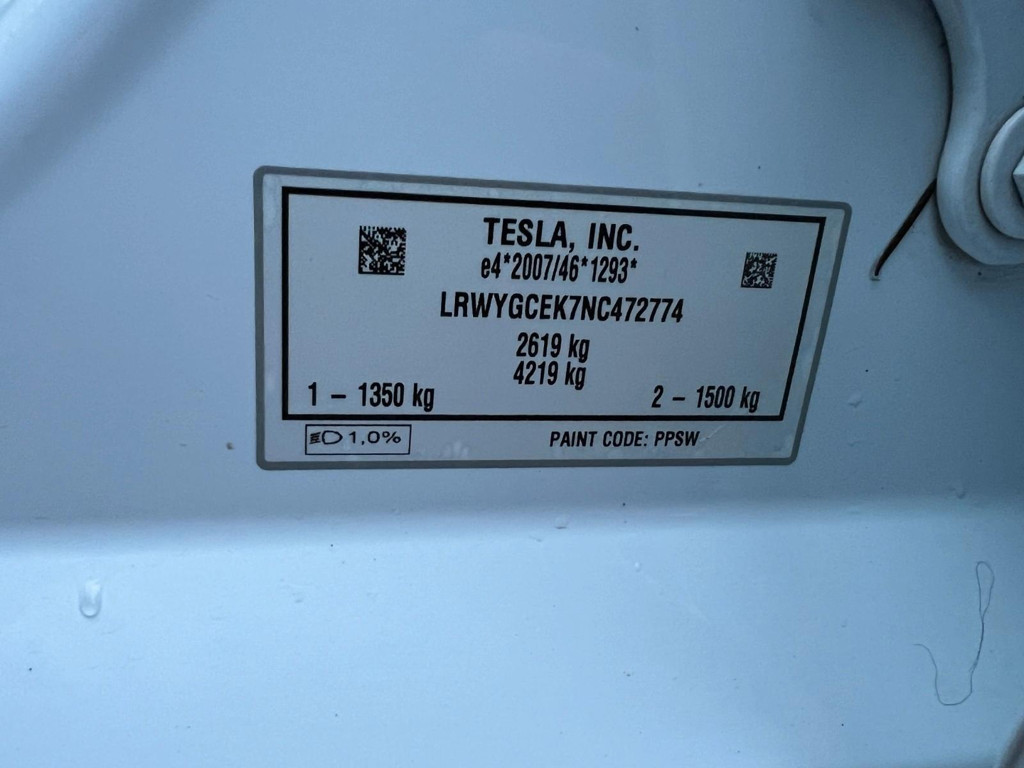 TESLA, INC.
e4*2007/46*1293*
LRWYGCEK7NC472774
2619 kg
4219 kg
1 – 1350 kg
2 – 1500 kg
1,0%
PAINT CODE: PPSW